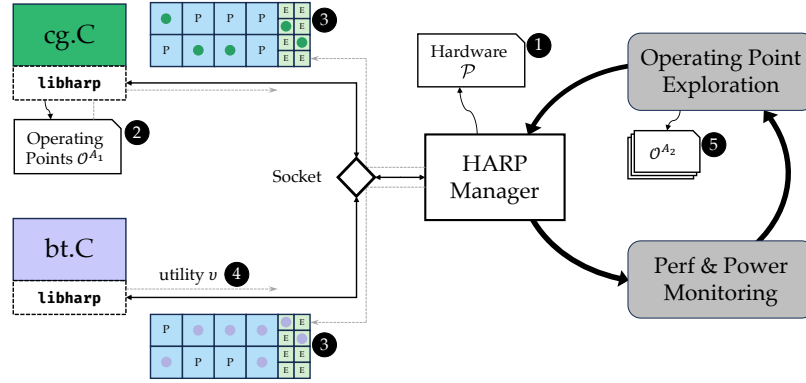 cg.C
libharp
P P P
P P
E E
E
E
E E
3
Operating
Points 𝒪^A₁
2
Hardware
𝒫
1
Operating Point
Exploration
𝒪^A₂
5
Socket
HARP
Manager
bt.C
libharp
utility υ
4
Perf & Power
Monitoring
P
P P
E
E
E E
E E
3